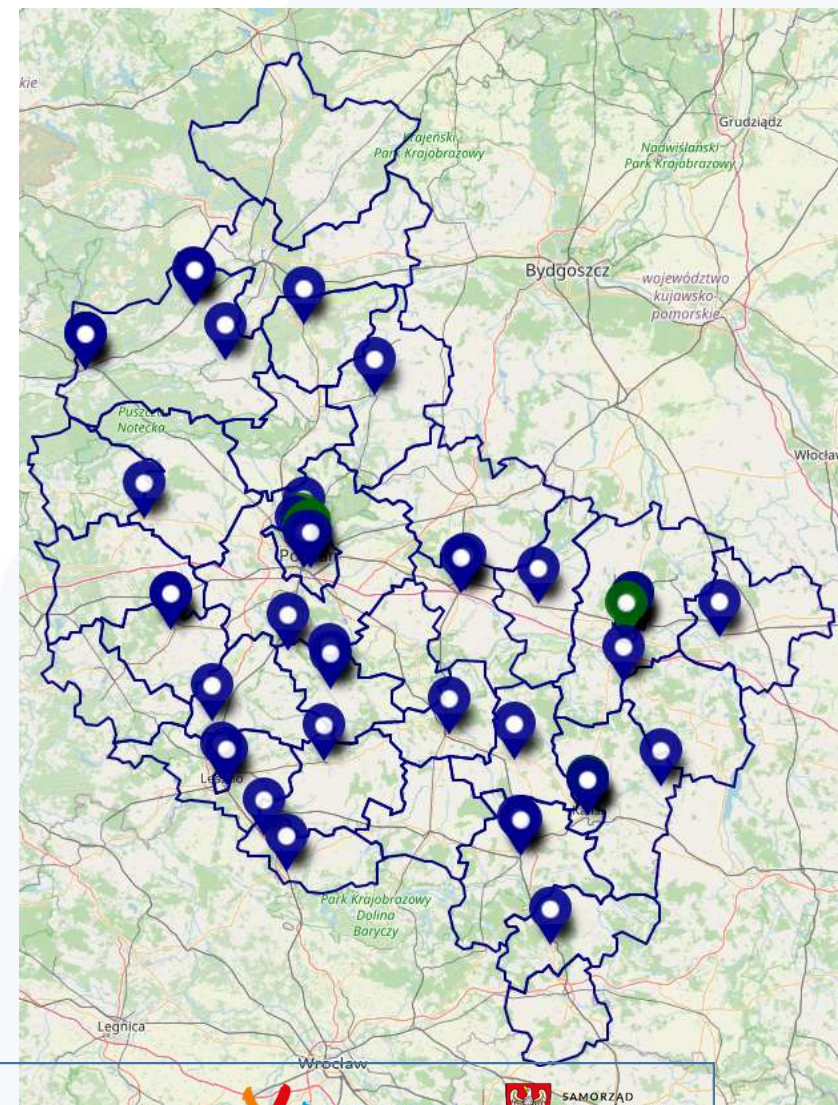 kie
Grudziądz
Krajeński
Park Krajobrazowy
Nadwiślański
Park Krajobrazowy
Bydgoszcz
województwo
kujawsko-
pomorskie
Puszcza
Notecka
Włocław
Park Krajobrazowy
Dolina
Baryczy
Legnica
Wrocław
SAMORZĄD